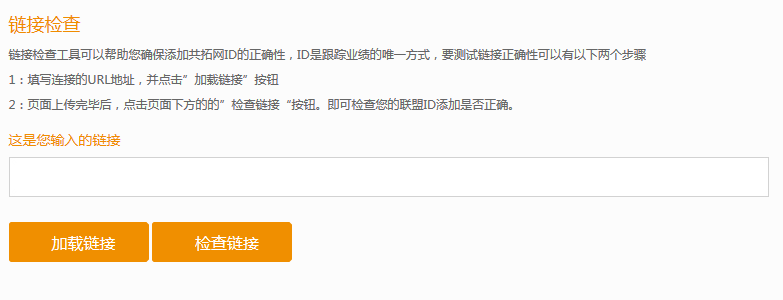 链接检查
链接检查工具可以帮助您确保添加共拓网ID的正确性，ID是跟踪业绩的唯一方式，要测试链接正确性可以有以下两个步骤
1：填写连接的URL地址，并点击”加载链接”按钮
2：页面上传完毕后，点击页面下方的的”检查链接“按钮。即可检查您的联盟ID添加是否正确。
这是您输入的链接
加载链接 检查链接